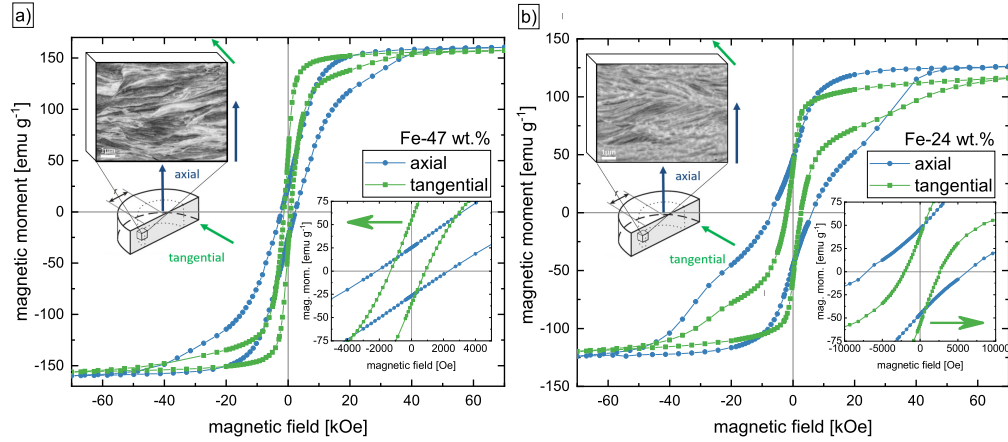 a)
magnetic moment [emu g⁻¹]
150
100
50
0
-50
-100
-150
-60
-40
-20
0
20
40
60
magnetic field [kOe]
1µm
axial
r
tangential
Fe-47 wt.%
axial
tangential
mag. mom. [emu g⁻¹]
75
50
25
0
-25
-50
-75
-4000
-2000
0
2000
4000
magnetic field [Oe]
b)
magnetic moment [emu g⁻¹]
150
100
50
0
-50
-100
-150
-60
-40
-20
0
20
40
60
magnetic field [kOe]
1µm
axial
r
tangential
Fe-24 wt.%
axial
tangential
mag. mom. [emu g⁻¹]
75
50
25
0
-25
-50
-75
-10000
-5000
0
5000
10000
magnetic field [Oe]